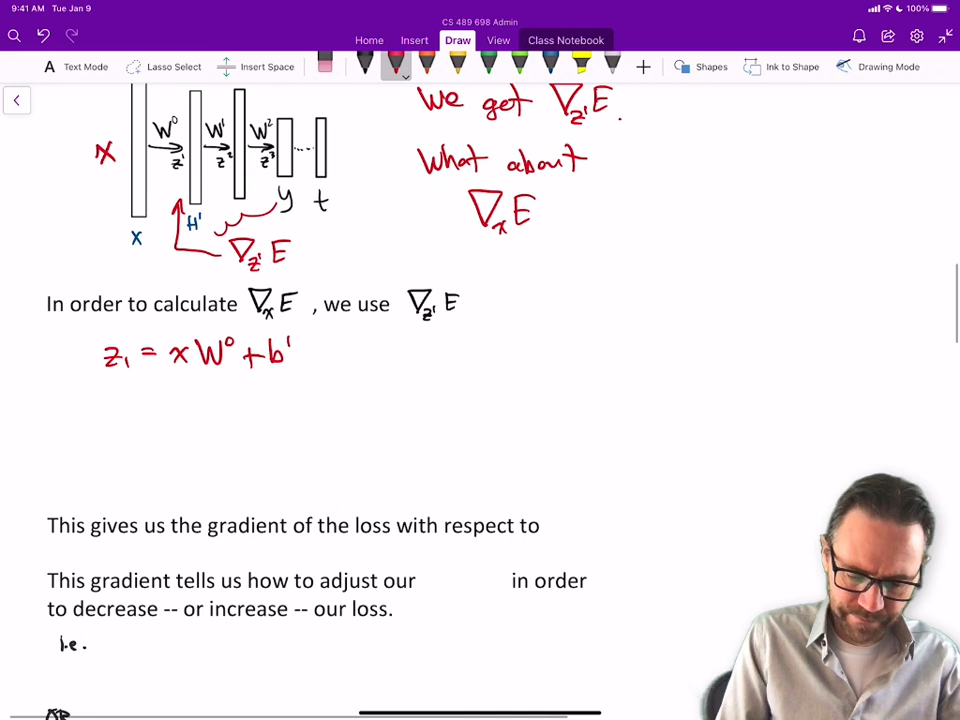 9:41 AM Tue Jan 9
100%
CS 489 698 Admin
Home Insert Draw View Class Notebook
A Text Mode Lasso Select Insert Space Shapes Ink to Shape Drawing Mode
We get ∇z¹E.
W⁰ W¹ W²
z¹ z² z³
X
What about
y t
∇xE
x H¹
∇z¹E
In order to calculate ∇xE , we use ∇z¹E
z₁ = xW⁰ + b¹
This gives us the gradient of the loss with respect to
This gradient tells us how to adjust our in order
to decrease -- or increase -- our loss.
i.e.